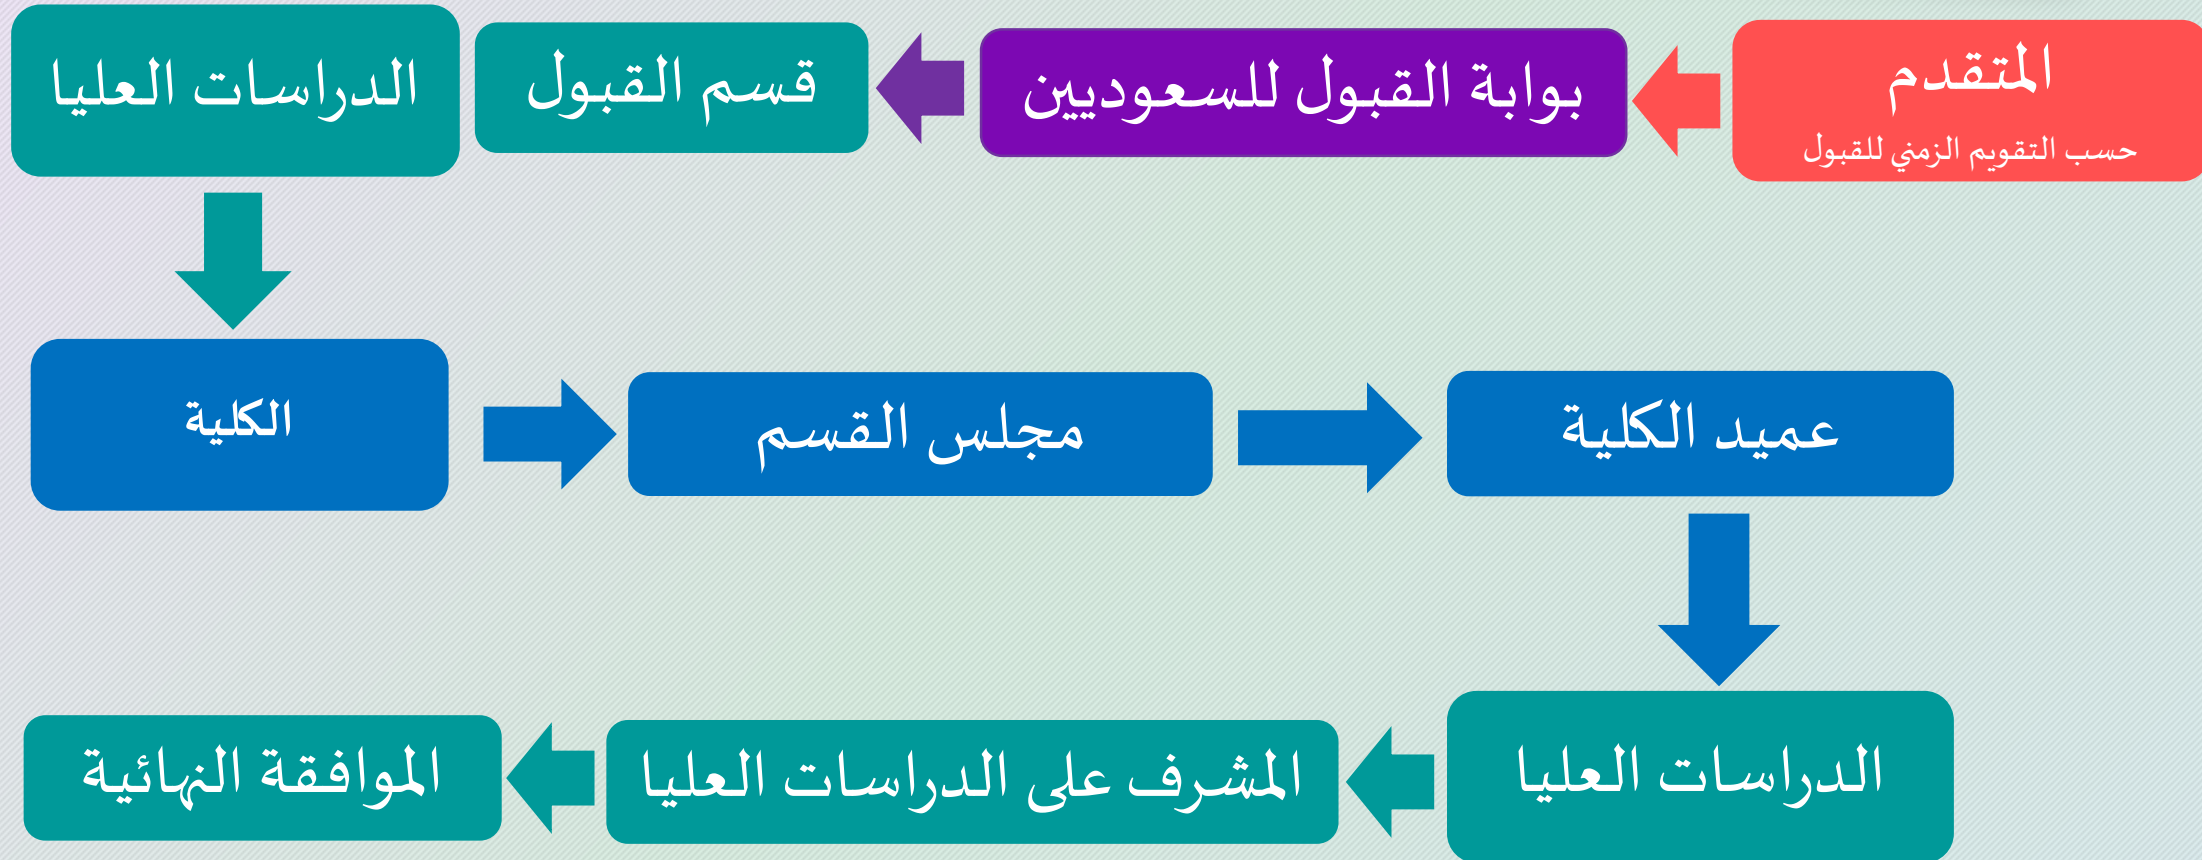 المتقدم
حسب التقويم الزمني للقبول
بوابة القبول للسعوديين
قسم القبول
الدراسات العليا
الكلية
مجلس القسم
عميد الكلية
الدراسات العليا
المشرف على الدراسات العليا
الموافقة النهائية